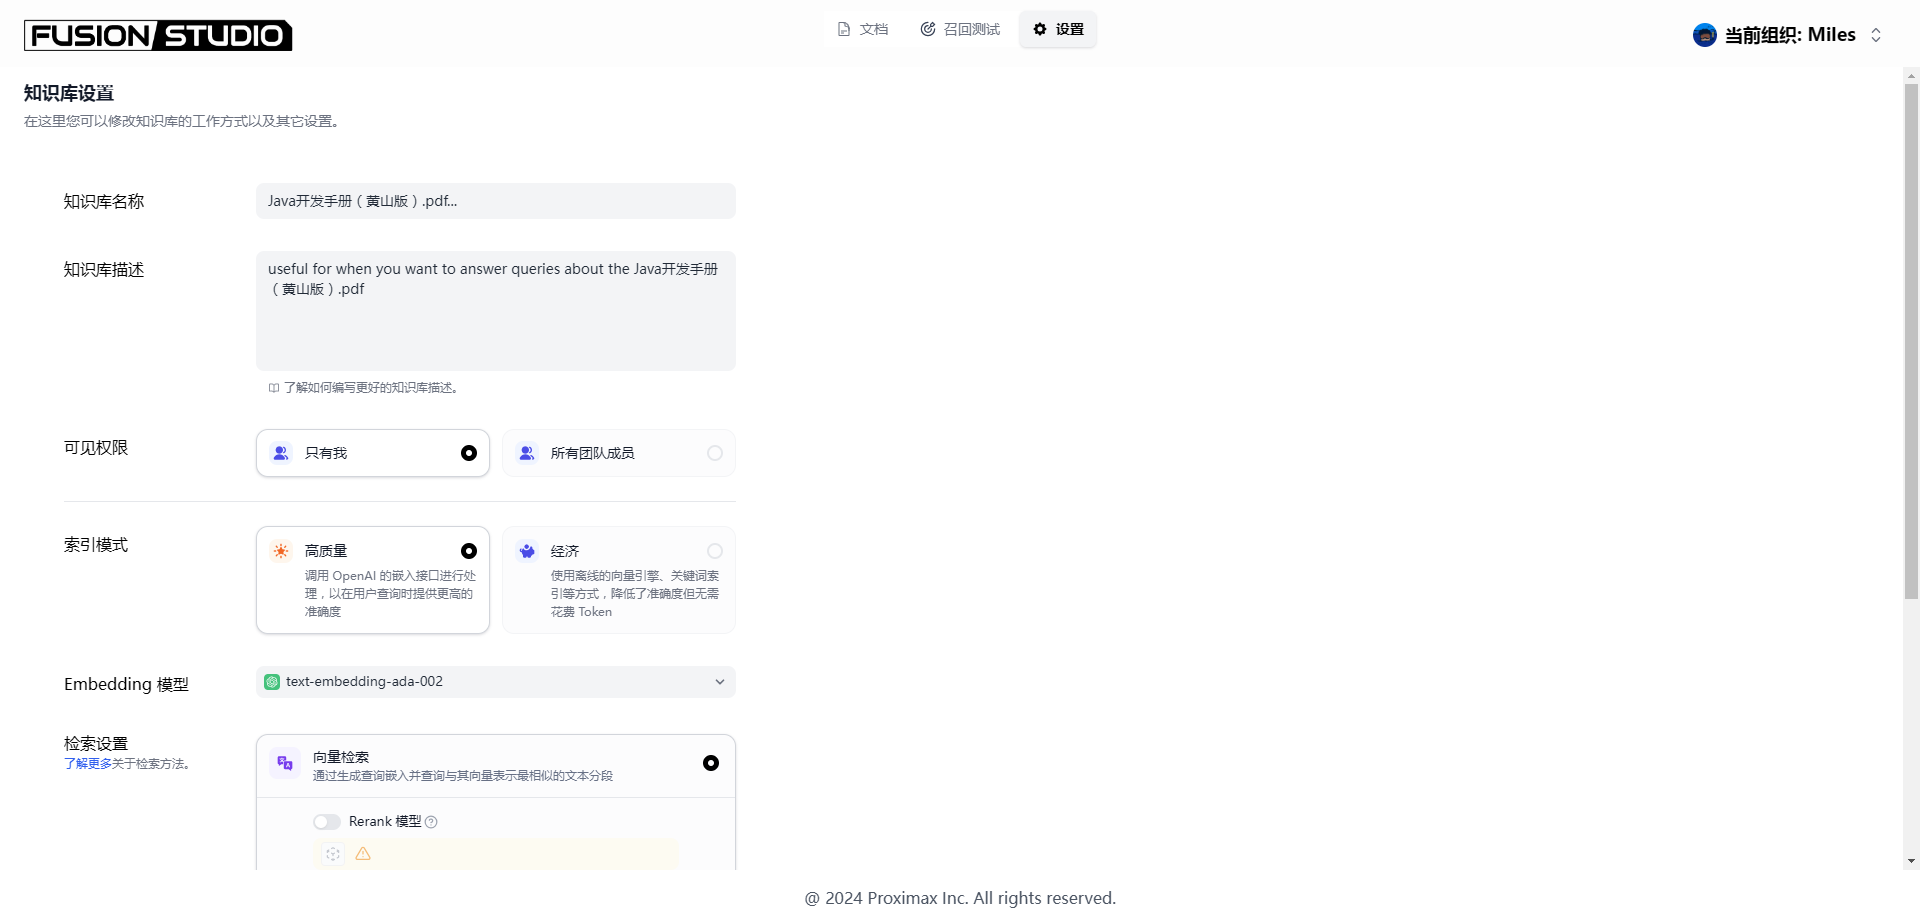 FUSION STUDIO
文档
召回测试
设置
当前组织: Miles
知识库设置
在这里您可以修改知识库的工作方式以及其它设置。
知识库名称
Java开发手册（黄山版）.pdf...
知识库描述
useful for when you want to answer queries about the Java开发手册
（黄山版）.pdf
了解如何编写更好的知识库描述。
可见权限
只有我
所有团队成员
索引模式
高质量
调用 OpenAI 的嵌入接口进行处
理，以在用户查询时提供更高的
准确度
经济
使用离线的向量引擎、关键词索
引等方式，降低了准确度但无需
花费 Token
Embedding 模型
text-embedding-ada-002
检索设置
了解更多关于检索方法。
向量检索
通过生成查询嵌入并查询与其向量表示最相似的文本分段
Rerank 模型
@ 2024 Proximax Inc. All rights reserved.